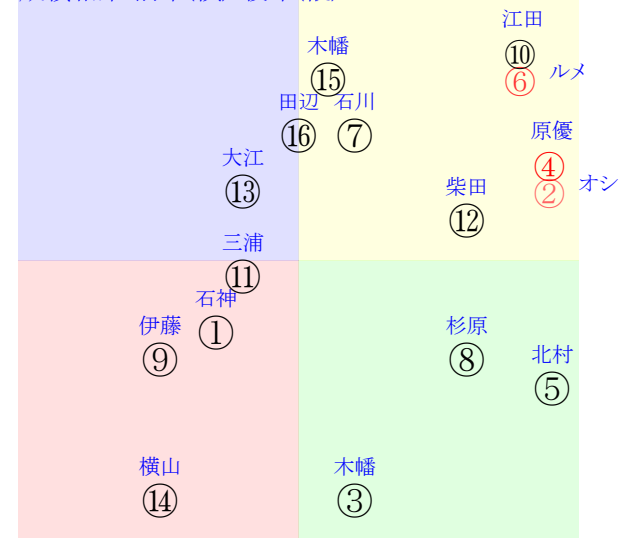 江田
⑩
⑥ ルメ
木幡
⑮
田辺 石川
⑯ ⑦
原優
④
② オシ
大江
⑬
柴田
⑫
三浦
⑪
石神
①
伊藤
⑨
杉原
⑧
北村
⑤
横山
⑭
木幡
③